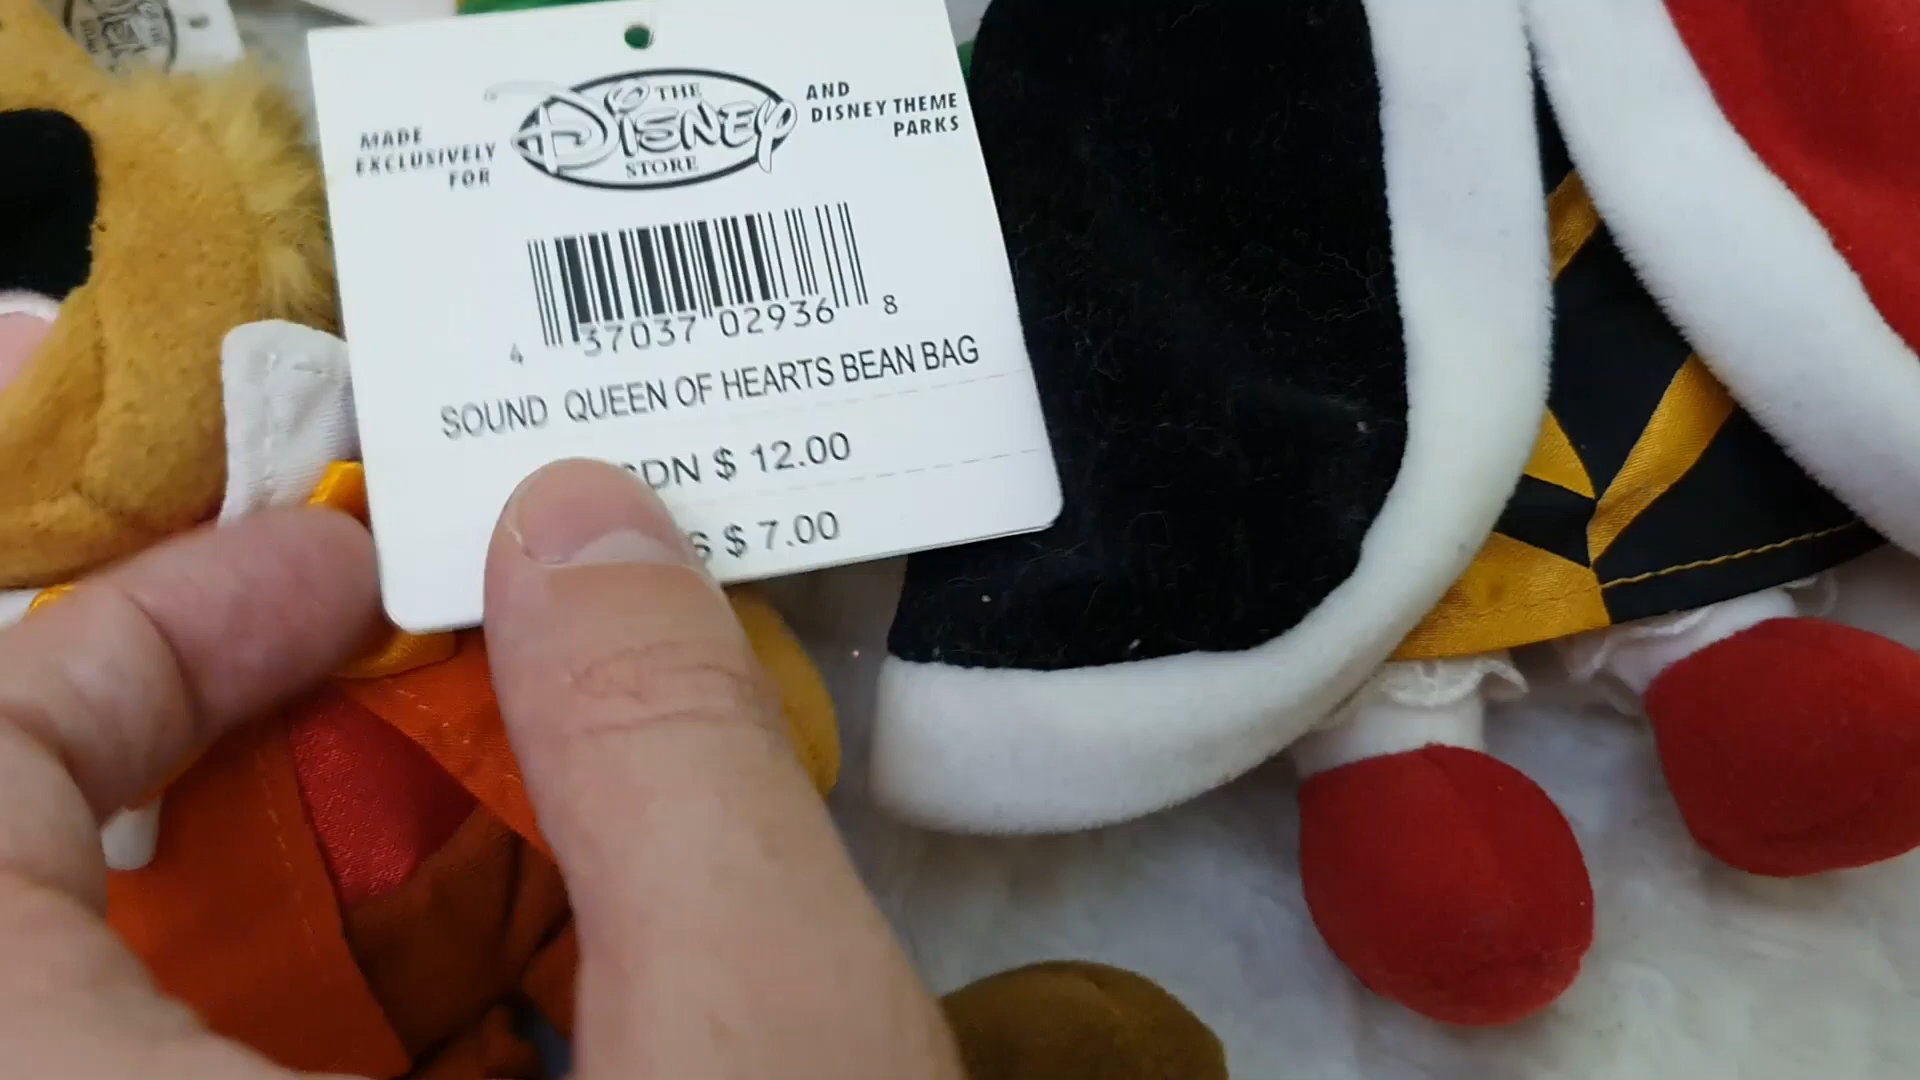 MADE EXCLUSIVELY FOR
THE DISNEY STORE
AND DISNEY THEME PARKS
4 37037 02936 8
SOUND QUEEN OF HEARTS BEAN BAG
CDN $ 12.00
S $ 7.00